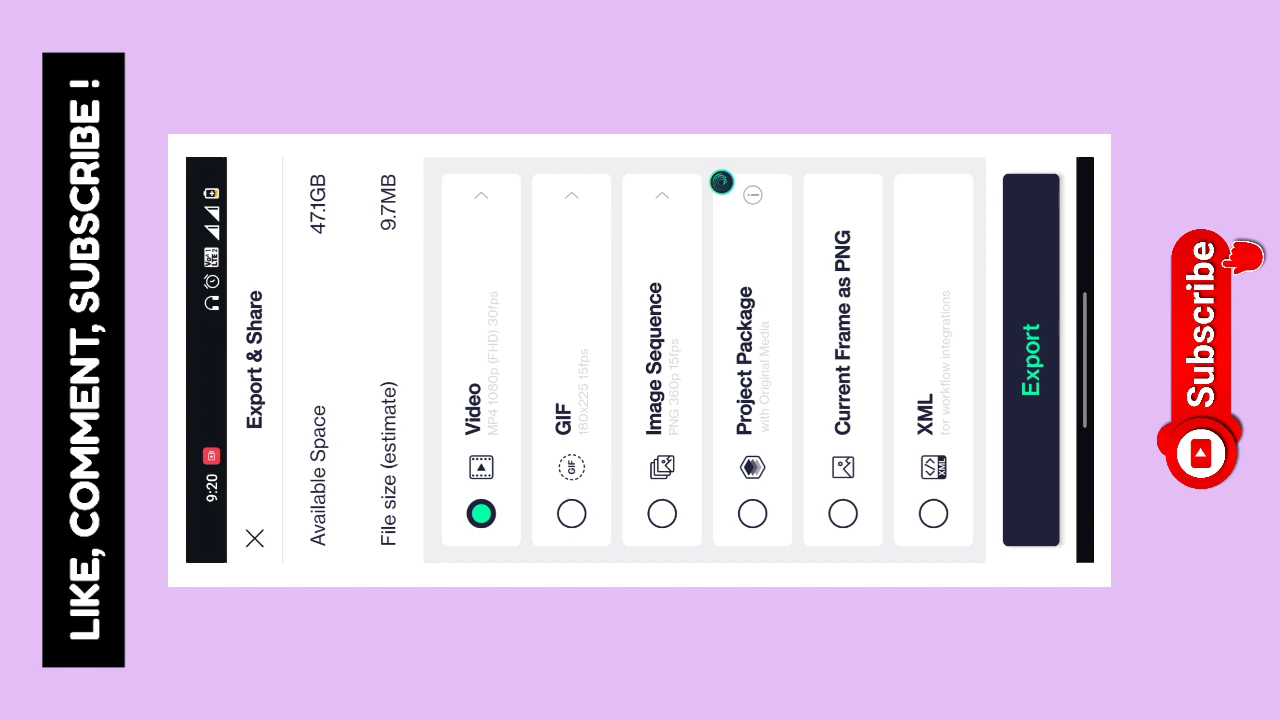 LIKE, COMMENT, SUBSCRIBE !
9:20
Export & Share
Available Space 47.1GB
File size (estimate) 9.7MB
Video
MP4 1080p (FHD) 30fps
GIF
GIF
180x225 15fps
Image Sequence
PNG 360p 15fps
Project Package
with Original Media
Current Frame as PNG
XML
XML
for workflow integrations
Export
Subscribe